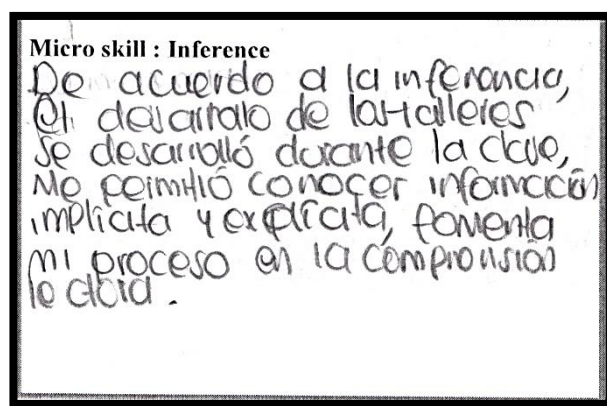 Micro skill : Inference
De acuerdo a la inferencia,
el desarrollo de los talleres
se desarrolló durante la clase,
Me permitió conocer información
implicita y explícita, fomenta
mi proceso en la comprensión
lectora.